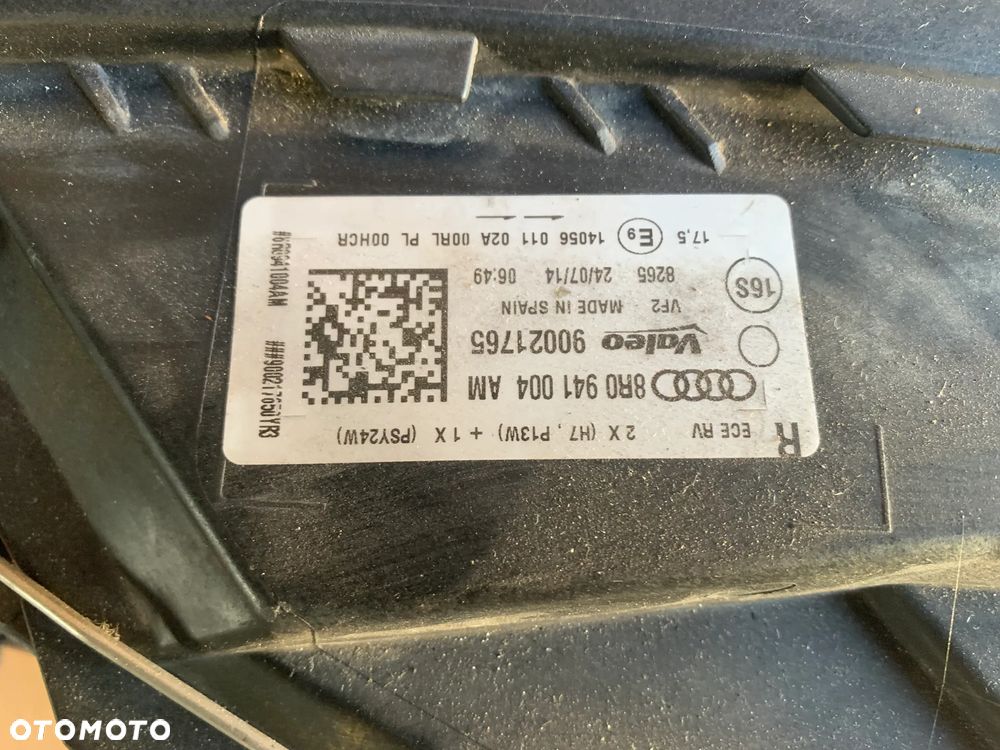 R ECE RV 2 X (H7, P13W) + 1 X (PSY24W)
8R0 941 004 AM
Valeo 90021765
VF2 MADE IN SPAIN
16S 8265 24/07/14 06:49
17,5 E9 14056 011 02A 00RL PL 00HCR
OTOMOTO